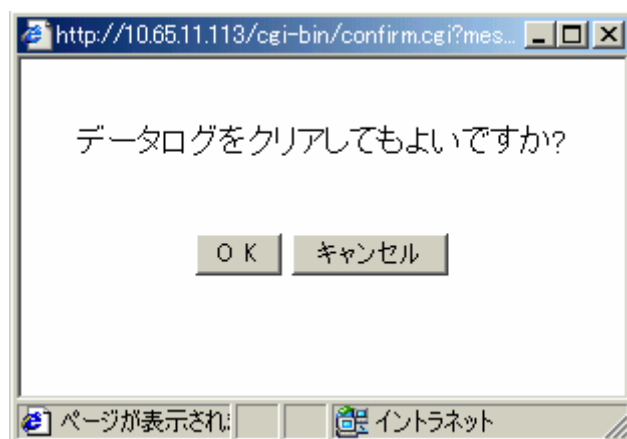 http://10.65.11.113/cgi-bin/confirm.cgi?mes...
データログをクリアしてもよいですか?
ＯＫ キャンセル
ページが表示され イントラネット